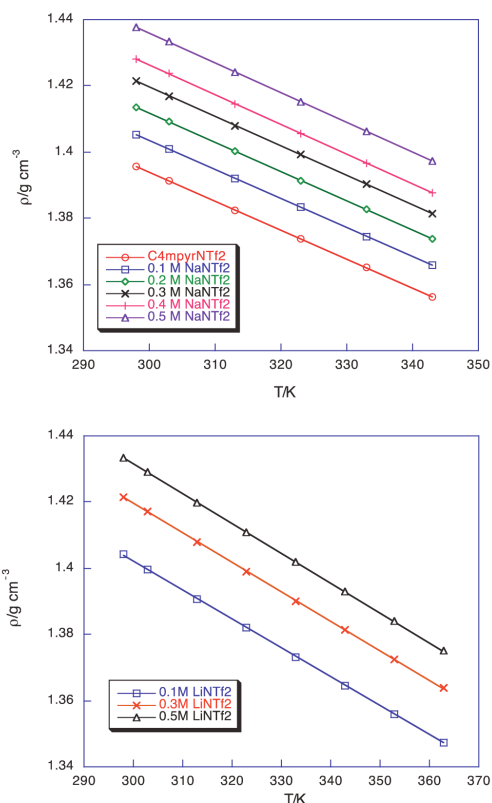 1.44
1.42
1.4
1.38
1.36
1.34
ρ/g cm-3
C4mpyrNTf2
0.1 M NaNTf2
0.2 M NaNTf2
0.3 M NaNTf2
0.4 M NaNTf2
0.5 M NaNTf2
290 300 310 320 330 340 350
T/K
1.44
1.42
1.4
1.38
1.36
1.34
ρ/g cm-3
0.1M LiNTf2
0.3M LiNTf2
0.5M LiNTf2
290 300 310 320 330 340 350 360 370
T/K